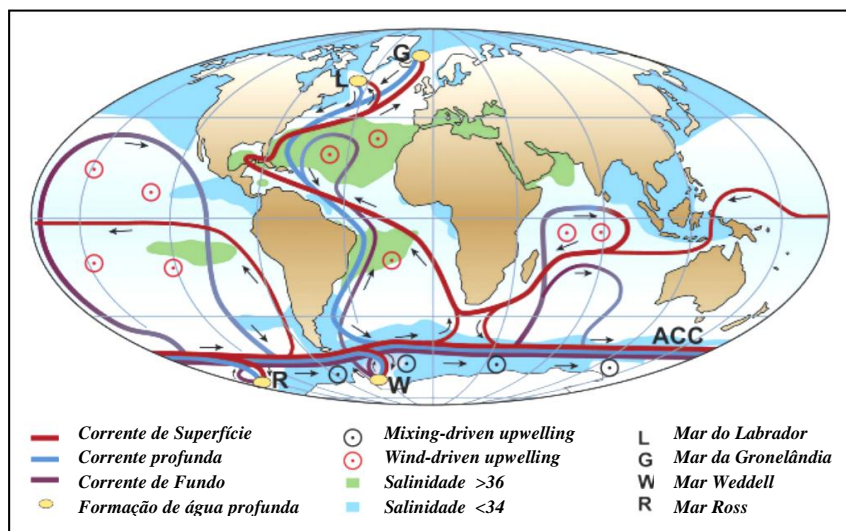 G
L
ACC
R
W
Corrente de Superfície
Corrente profunda
Corrente de Fundo
Formação de água profunda
Mixing-driven upwelling
Wind-driven upwelling
Salinidade >36
Salinidade <34
L Mar do Labrador
G Mar da Gronelândia
W Mar Weddell
R Mar Ross